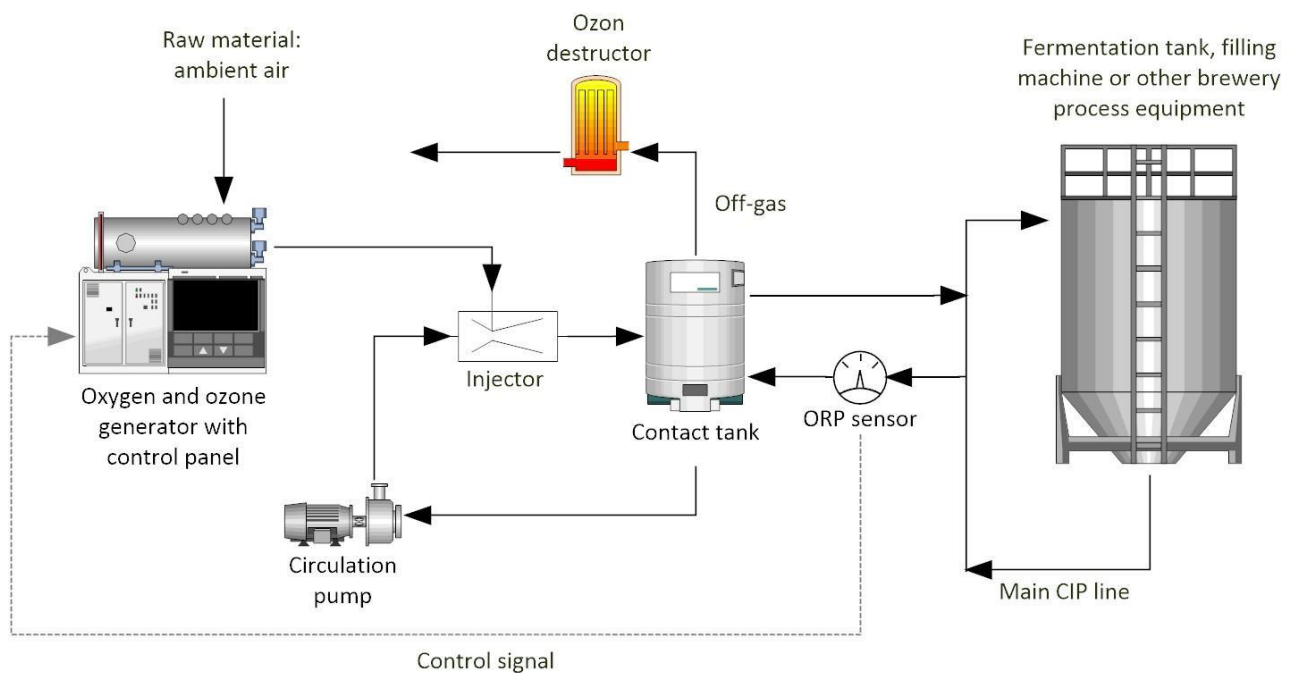 Raw material:
ambient air
Ozon
destructor
Fermentation tank, filling
machine or other brewery
process equipment
Off-gas
Injector
Oxygen and ozone
generator with
control panel
Contact tank
ORP sensor
Circulation
pump
Main CIP line
Control signal